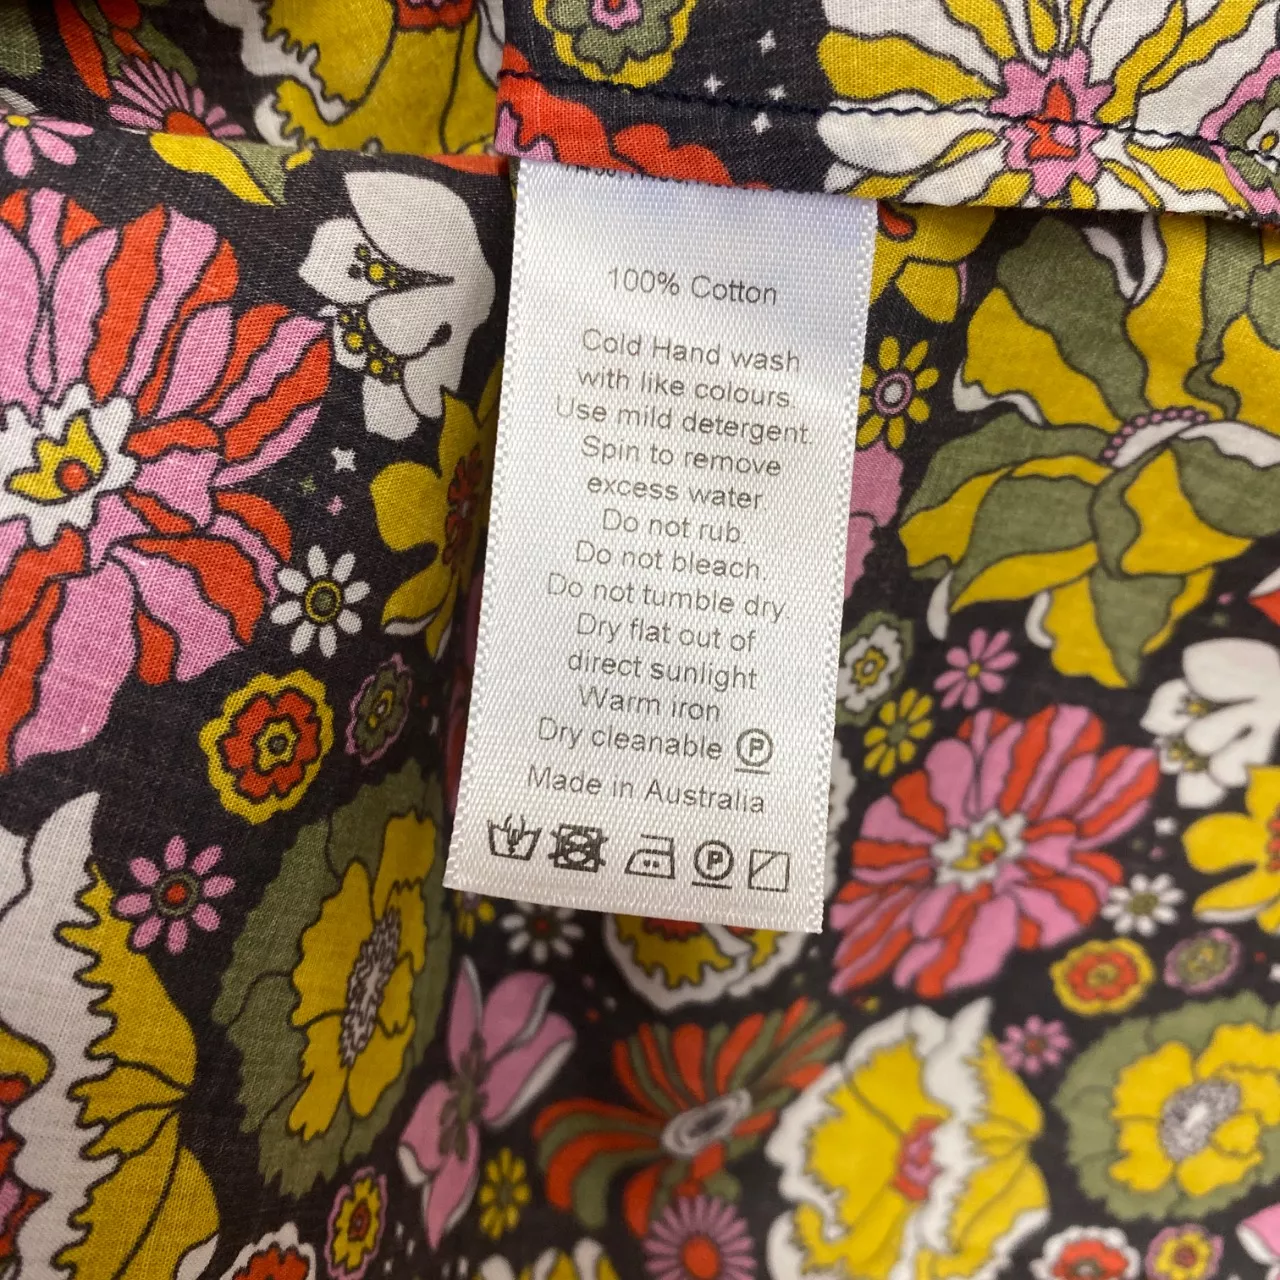 100% Cotton
Cold Hand wash
with like colours.
Use mild detergent.
Spin to remove
excess water
Do not rub.
Do not bleach
Do not tumble dry.
Dry flat out of
direct sunlight
Warm iron
Dry cleanable P
Made in Australia
P